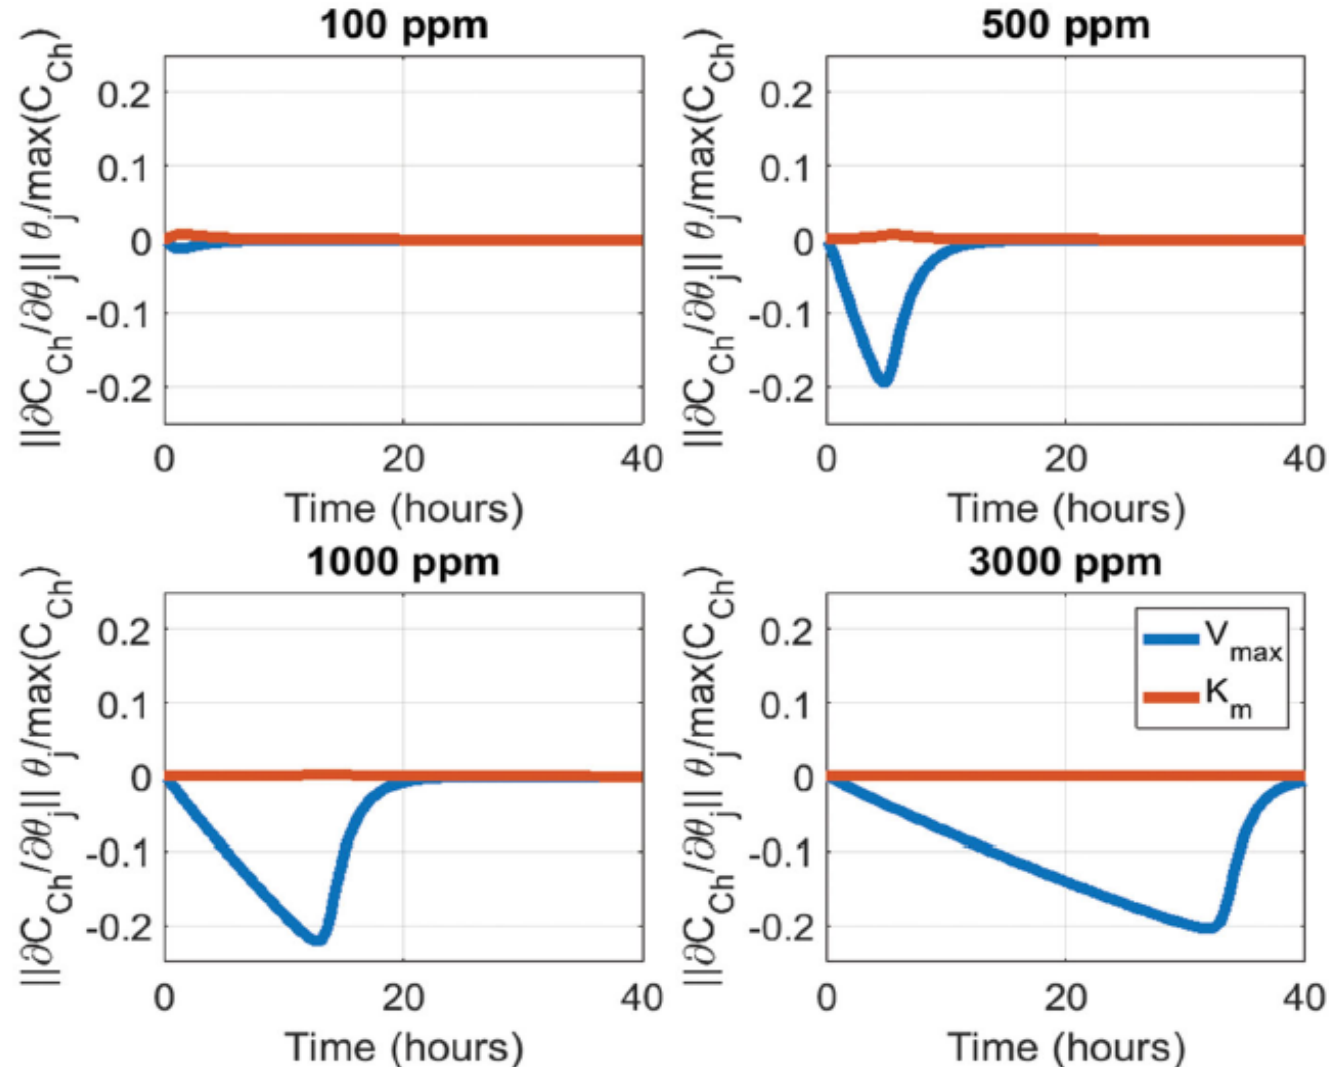 100 ppm
||∂C_Ch/∂θ_j|| θ_j/max(C_Ch)
0.2
0.1
0
-0.1
-0.2
0 20 40
Time (hours)
500 ppm
||∂C_Ch/∂θ_j|| θ_j/max(C_Ch)
0.2
0.1
0
-0.1
-0.2
0 20 40
Time (hours)
1000 ppm
||∂C_Ch/∂θ_j|| θ_j/max(C_Ch)
0.2
0.1
0
-0.1
-0.2
0 20 40
Time (hours)
3000 ppm
||∂C_Ch/∂θ_j|| θ_j/max(C_Ch)
0.2
0.1
0
-0.1
-0.2
V_max
K_m
0 20 40
Time (hours)